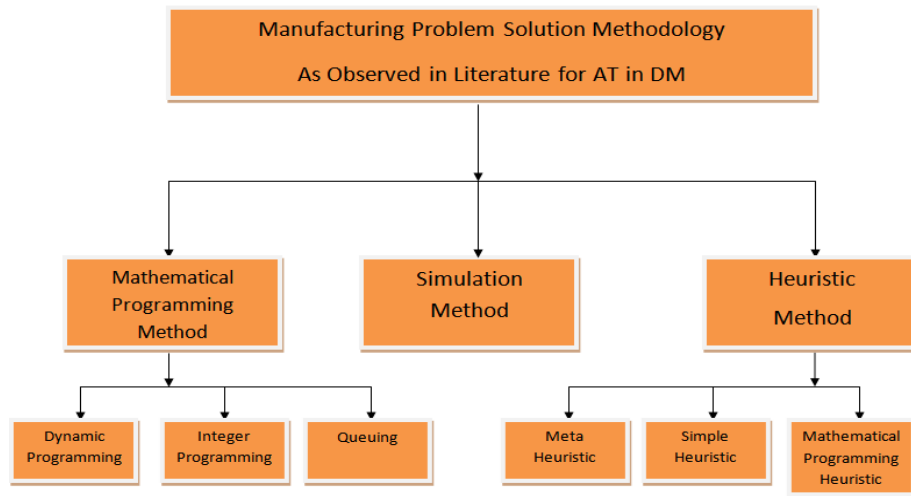 Manufacturing Problem Solution Methodology
As Observed in Literature for AT in DM
Mathematical
Programming
Method
Simulation
Method
Heuristic
Method
Dynamic
Programming
Integer
Programming
Queuing
Meta
Heuristic
Simple
Heuristic
Mathematical
Programming
Heuristic